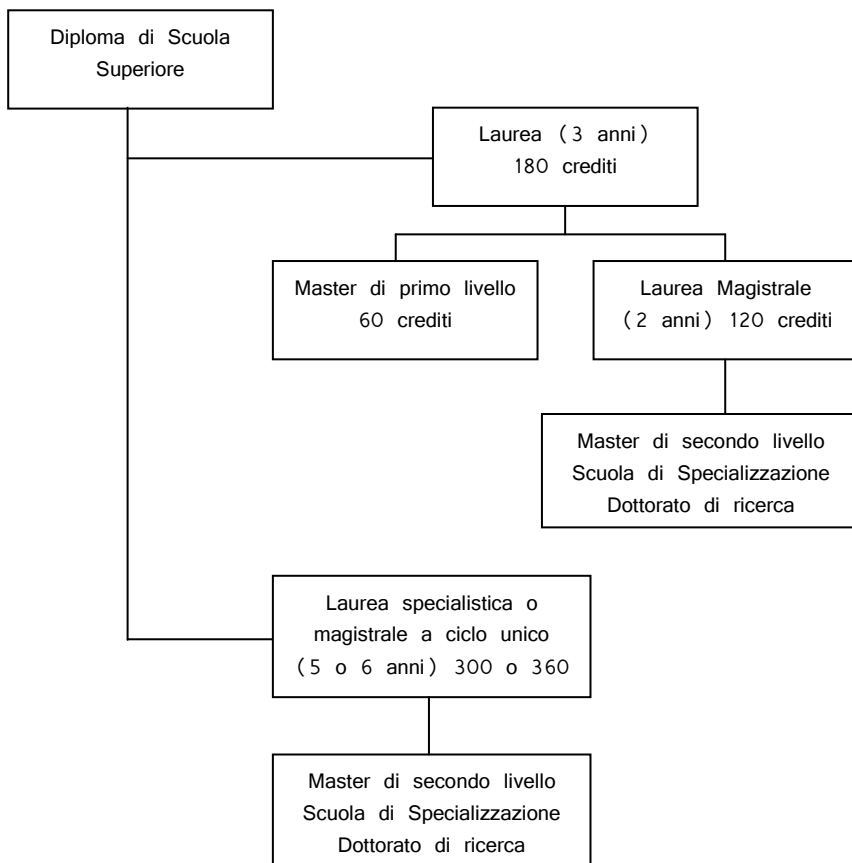 Diploma di Scuola
Superiore
Laurea (3 anni)
180 crediti
Master di primo livello
60 crediti
Laurea Magistrale
(2 anni) 120 crediti
Master di secondo livello
Scuola di Specializzazione
Dottorato di ricerca
Laurea specialistica o
magistrale a ciclo unico
(5 o 6 anni) 300 o 360
Master di secondo livello
Scuola di Specializzazione
Dottorato di ricerca